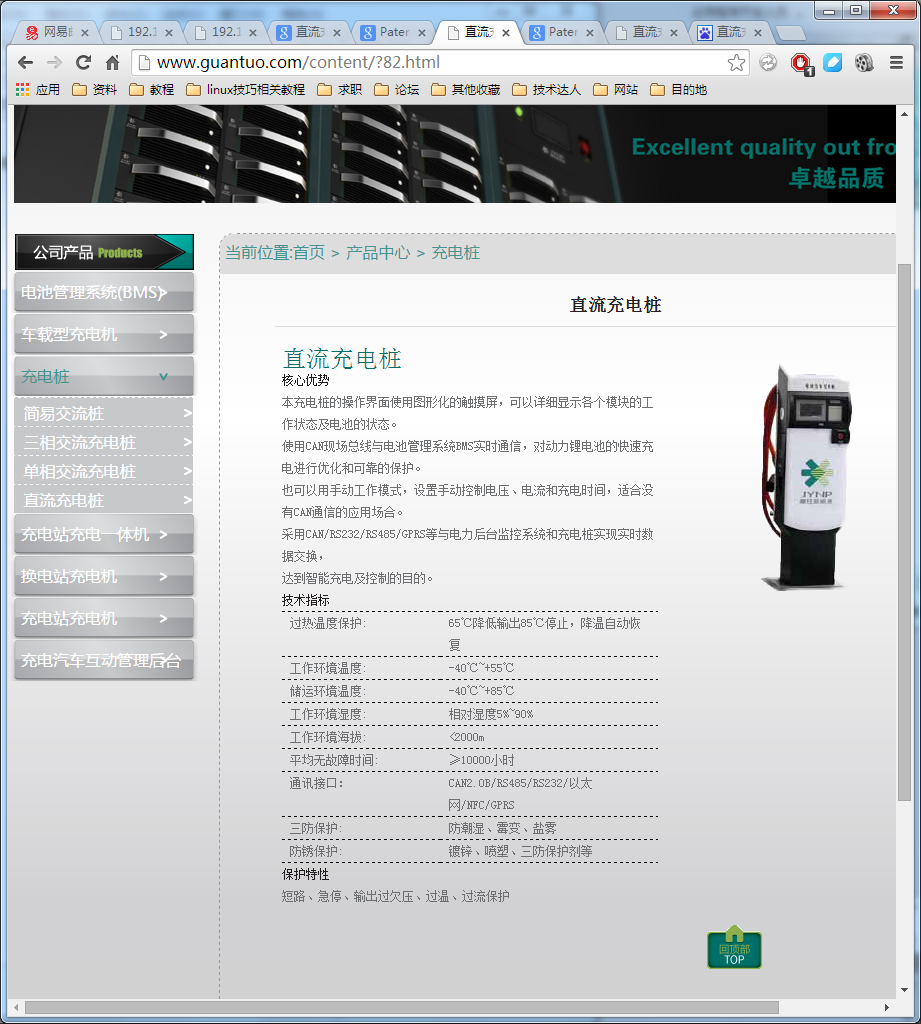 网易
192.1
192.1
直流充
Paten
直流充
Paten
直流充
直流充
www.guantuo.com/content/?82.html
1
应用 资料 教程 linux技巧相关教程 求职 论坛 其他收藏 技术达人 网站 目的地
Excellent quality out fro
卓越品质
公司产品 Products
电池管理系统(BMS) >
车载型充电机 >
充电桩
简易交流桩 >
三相交流充电桩 >
单相交流充电桩 >
直流充电桩 >
充电站充电一体机 >
换电站充电机 >
充电站充电机 >
充电汽车互动管理后台
当前位置:首页 > 产品中心 > 充电桩
直流充电桩
直流充电桩
核心优势
本充电桩的操作界面使用图形化的触摸屏，可以详细显示各个模块的工
作状态及电池的状态。
使用CAN现场总线与电池管理系统BMS实时通信，对动力锂电池的快速充
电进行优化和可靠的保护。
也可以用手动工作模式，设置手动控制电压、电流和充电时间，适合没
有CAN通信的应用场合。
采用CAN/RS232/RS485/GPRS等与电力后台监控系统和充电桩实现实时数
据交换，
达到智能充电及控制的目的。
技术指标
过热温度保护: 65℃降低输出85℃停止，降温自动恢
复
工作环境温度: -40℃~+55℃
储运环境温度: -40℃~+85℃
工作环境湿度: 相对湿度5%~90%
工作环境海拔: <2000m
平均无故障时间: ≥10000小时
通讯接口: CAN2.0B/RS485/RS232/以太
网/NFC/GPRS
三防保护: 防潮湿、霉变、盐雾
防锈保护: 镀锌、喷塑、三防保护剂等
保护特性
短路、急停、输出过欠压、过温、过流保护
JYNP
回顶部
TOP